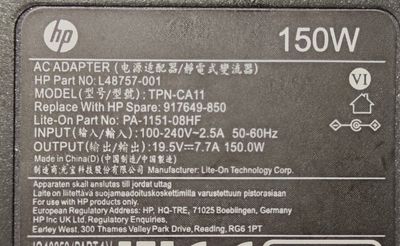 hp
150W
AC ADAPTER (电源适配器/靜電式變流器)
HP Part No: L48757-001
MODEL(型号/型號): TPN-CA11
Replace With HP Spare: 917649-850
Lite-On Part No: PA-1151-08HF
VI
INPUT(输入/輸入): 100-240V~2.5A 50-60Hz
OUTPUT(输出/輸出): 19.5V⎓7.7A 150.0W
Made in China(D) (中国制造/中國製造)
制造商:光宝科技股份有限公司 Manufacturer: Lite-On Technology Corp.
Apparaten skall anslutas till jordat uttag
Laite on liitettävä suojamaadoituskoskettimilla varustettuun pistorasiaan
For use with HP products only.
European Regulatory Address: HP, HQ-TRE, 71025 Boeblingen, Germany
HP Inc UK Ltd, Regulatory Enquiries,
Earley West, 300 Thames Valley Park Drive, Reading, RG6 1PT